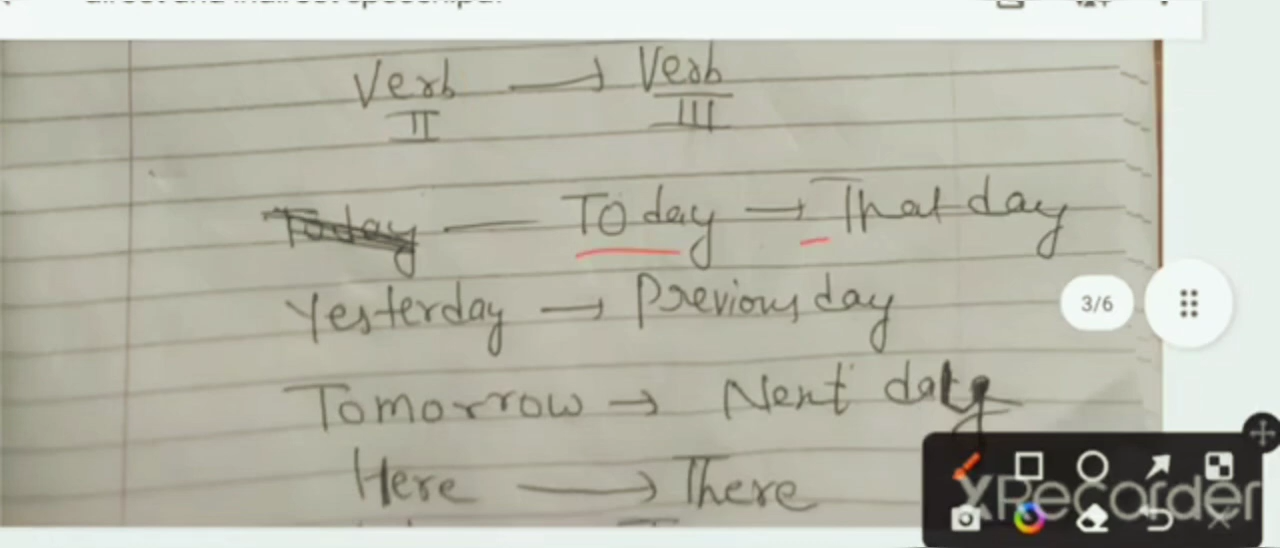 Verb → Verb
II III
Today — Today → That day
Yesterday → Previous day
Tomorrow → Next day
Here → There
3/6
XRecorder